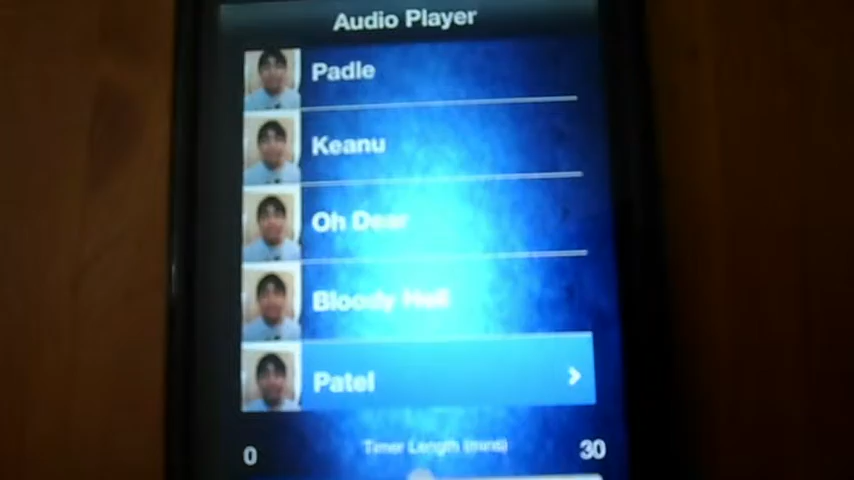 Audio Player
Padle
Keanu
Oh Dear
Bloody Hell
Patel
0 Timer Length (mins) 30